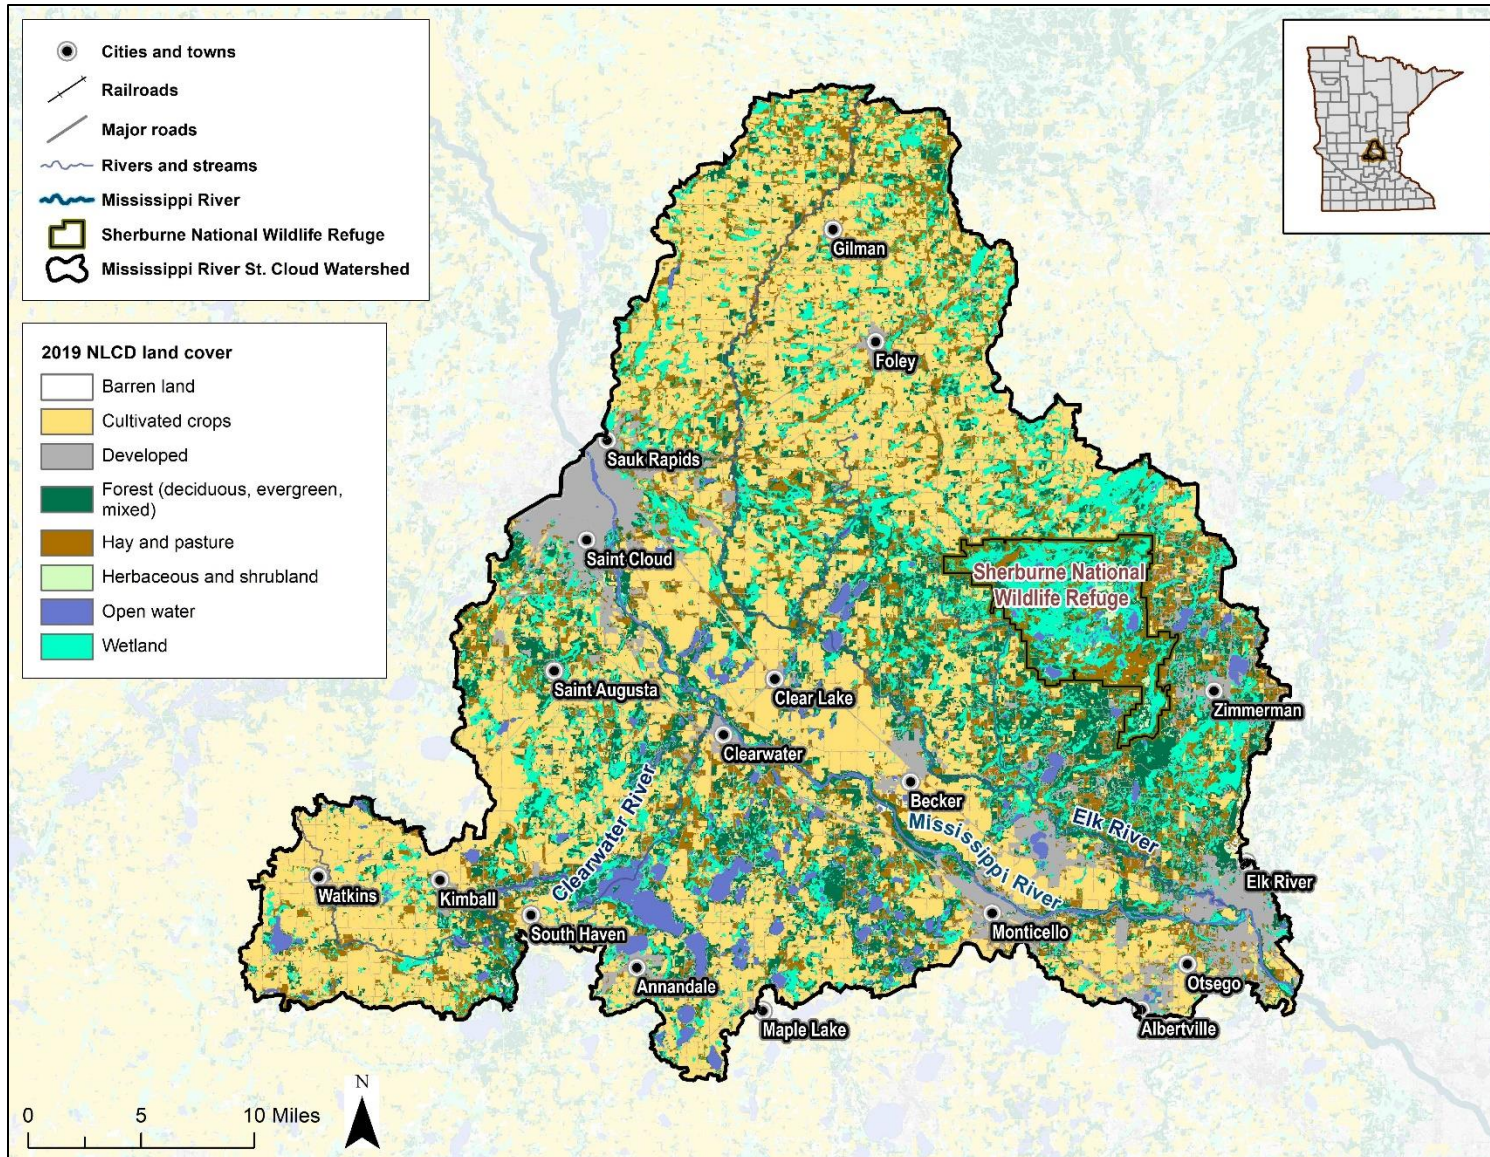 Cities and towns
Railroads
Major roads
Rivers and streams
Mississippi River
Sherburne National Wildlife Refuge
Mississippi River St. Cloud Watershed
2019 NLCD land cover
Barren land
Cultivated crops
Developed
Forest (deciduous, evergreen,
mixed)
Hay and pasture
Herbaceous and shrubland
Open water
Wetland
Gilman
Foley
Sauk Rapids
Saint Cloud
Sherburne National
Wildlife Refuge
Saint Augusta
Clear Lake
Zimmerman
Clearwater
Becker
Clearwater River
Mississippi River
Elk River
Watkins
Kimball
Elk River
South Haven
Monticello
Annandale
Otsego
Maple Lake
Albertville
N
0 5 10 Miles